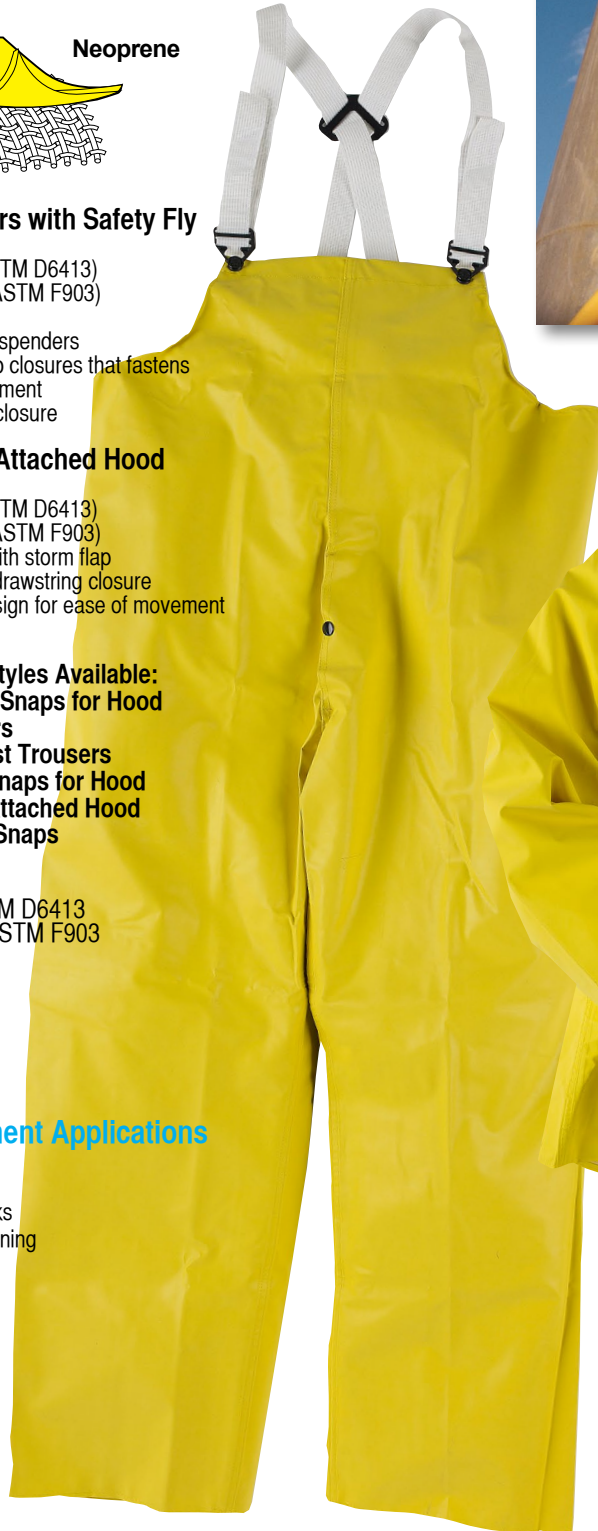 Neoprene
rs with Safety Fly
TM D6413)
ASTM F903)
spenders
o closures that fastens
ment
closure
Attached Hood
TM D6413)
ASTM F903)
ith storm flap
drawstring closure
sign for ease of movement
tyles Available:
Snaps for Hood
rs
st Trousers
naps for Hood
ttached Hood
Snaps
M D6413
STM F903
ment Applications
ks
ning